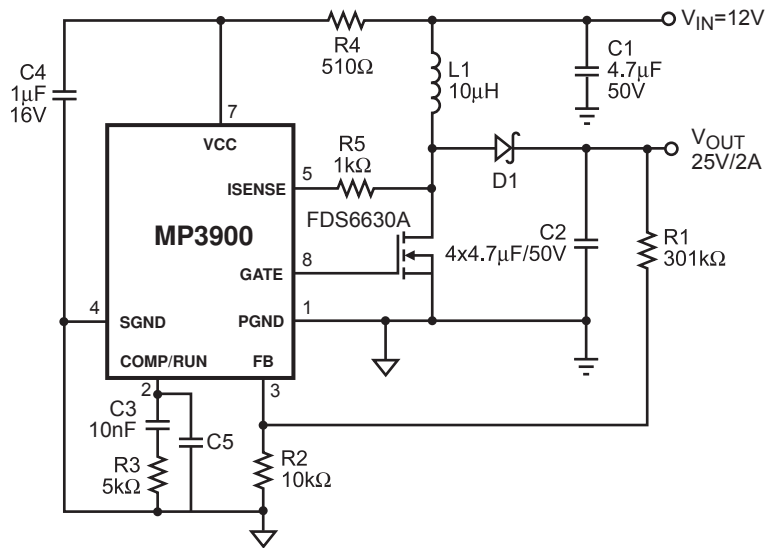 V_IN=12V
R4
510Ω
C4
1μF
16V
L1
10μH
C1
4.7μF
50V
7
VCC
R5
1kΩ
5
ISENSE
V_OUT
25V/2A
D1
FDS6630A
MP3900
C2
4x4.7μF/50V
R1
301kΩ
8
GATE
4
SGND
1
PGND
COMP/RUN
FB
2
3
C3
10nF
C5
R3
5kΩ
R2
10kΩ